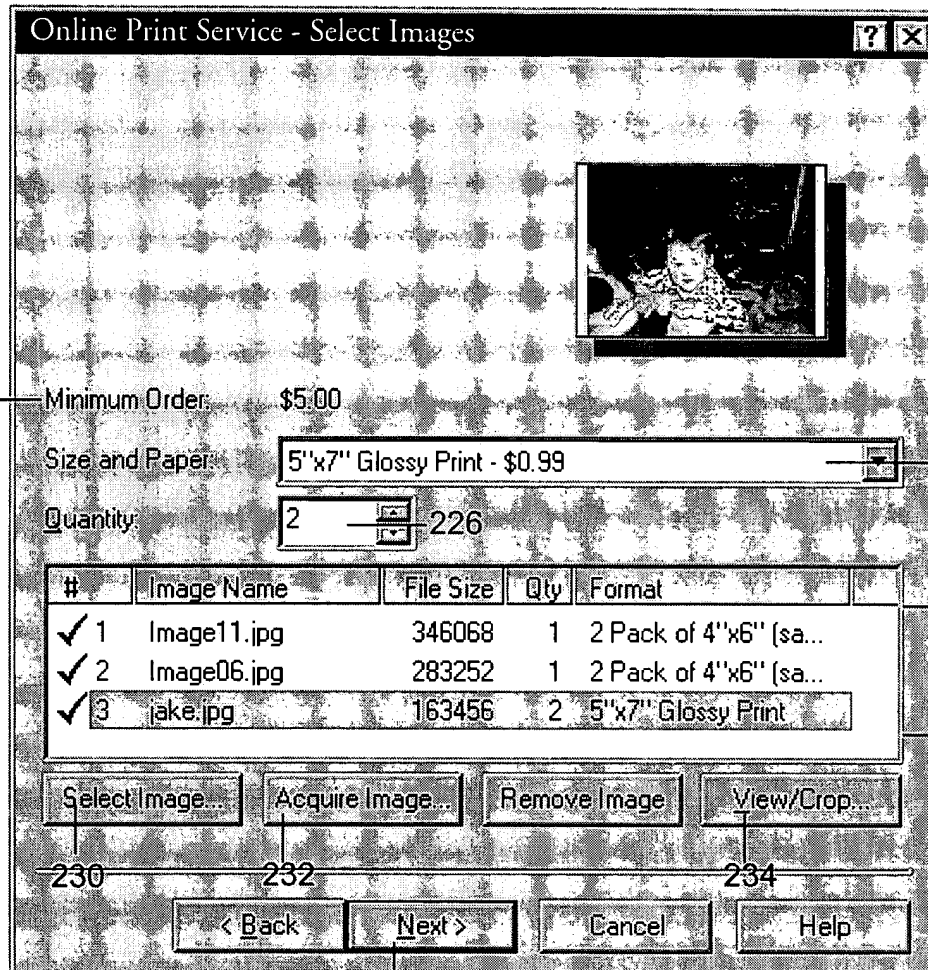 Online Print Service - Select Images ? X
Minimum Order: $5.00
Size and Paper: 5"x7" Glossy Print - $0.99
Quantity: 2 226
# Image Name File Size Qty Format
1 Image11.jpg 346068 1 2 Pack of 4"x6" (sa...
2 Image06.jpg 283252 1 2 Pack of 4"x6" (sa...
3 jake.jpg 163456 2 5"x7" Glossy Print
Select Image... Acquire Image... Remove Image View/Crop...
230 232 234
< Back Next > Cancel Help